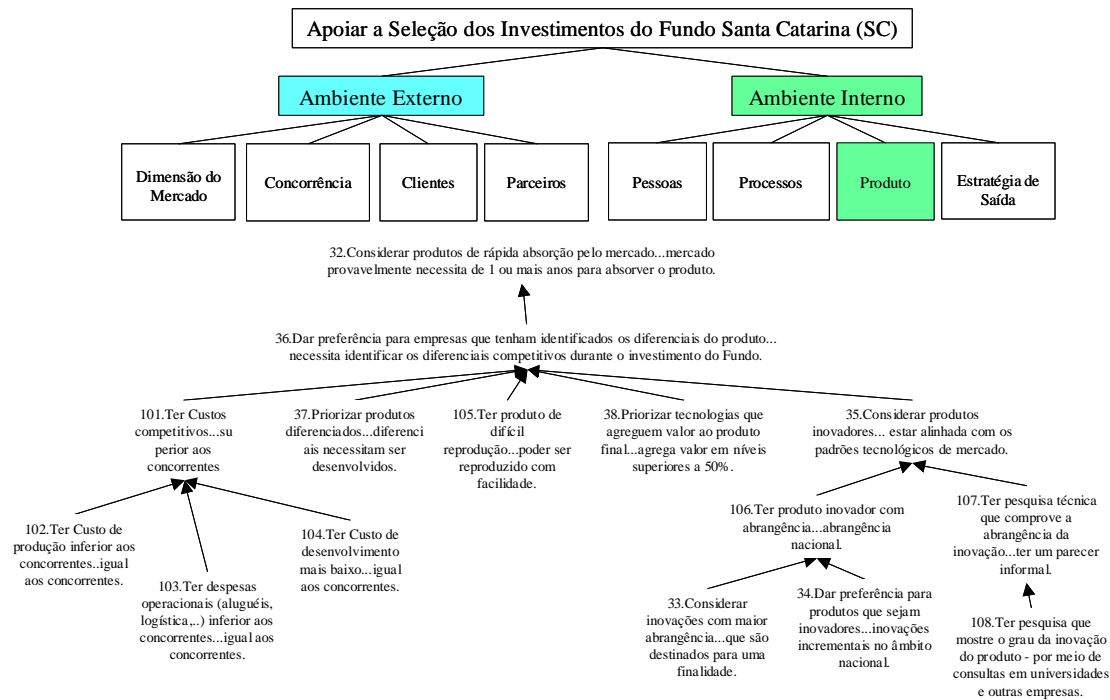 Apoiar a Seleção dos Investimentos do Fundo Santa Catarina (SC)
Ambiente Externo
Ambiente Interno
Dimensão do
Mercado
Concorrência
Clientes
Parceiros
Pessoas
Processos
Produto
Estratégia de
Saída
32.Considerar produtos de rápida absorção pelo mercado...mercado
provavelmente necessita de 1 ou mais anos para absorver o produto.
36.Dar preferência para empresas que tenham identificados os diferenciais do produto...
necessita identificar os diferenciais competitivos durante o investimento do Fundo.
101.Ter Custos
competitivos...su
perior aos
concorrentes
37.Priorizar produtos
diferenciados...diferenci
ais necessitam ser
desenvolvidos.
105.Ter produto de
difícil
reprodução...poder ser
reproduzido com
facilidade.
38.Priorizar tecnologias que
agreguem valor ao produto
final...agrega valor em níveis
superiores a 50%.
35.Considerar produtos
inovadores... estar alinhada com os
padrões tecnológicos de mercado.
102.Ter Custo de
produção inferior aos
concorrentes..igual
aos concorrentes.
103.Ter despesas
operacionais (aluguéis,
logística,..) inferior aos
concorrentes...igual aos
concorrentes.
104.Ter Custo de
desenvolvimento
mais baixo...igual
aos concorrentes.
106.Ter produto inovador com
abrangência...abrangência
nacional.
107.Ter pesquisa técnica
que comprove a
abrangência da
inovação...ter um parecer
informal.
33.Considerar
inovações com maior
abrangência...que são
destinados para uma
finalidade.
34.Dar preferência para
produtos que sejam
inovadores...inovações
incrementais no âmbito
nacional.
108.Ter pesquisa que
mostre o grau da inovação
do produto - por meio de
consultas em universidades
e outras empresas.